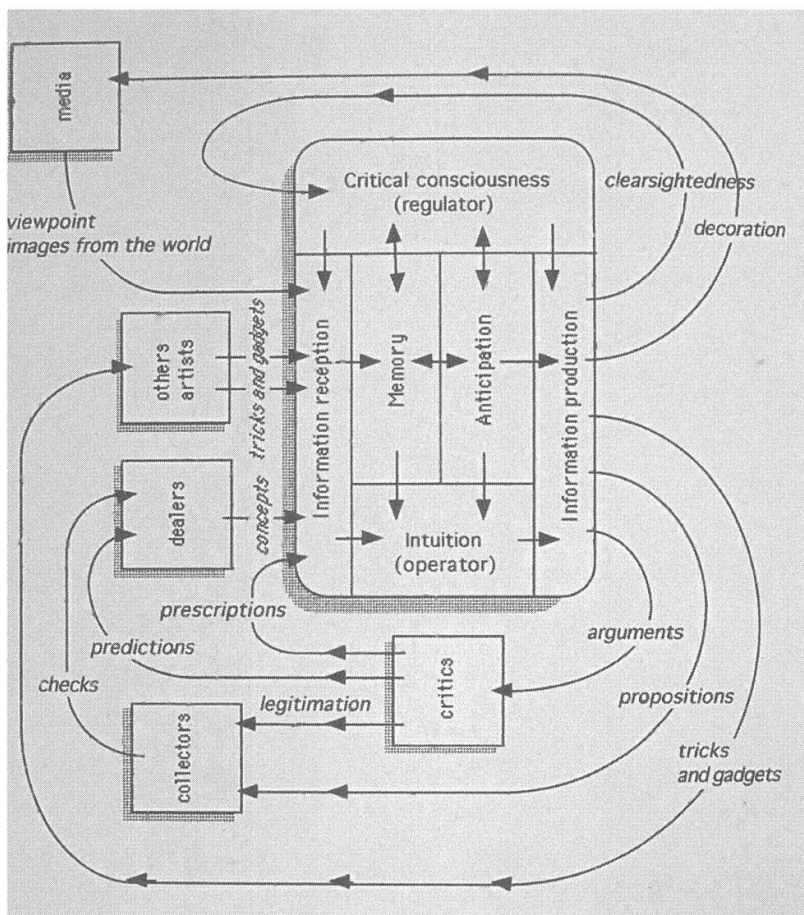 media
viewpoint
images from the world
Critical consciousness
(regulator)
clearsightedness
decoration
others
artists
tricks and gadgets
Information reception
Memory
Anticipation
Information production
dealers
concepts
Intuition
(operator)
prescriptions
predictions
checks
legitimation
collectors
critics
arguments
propositions
tricks
and gadgets